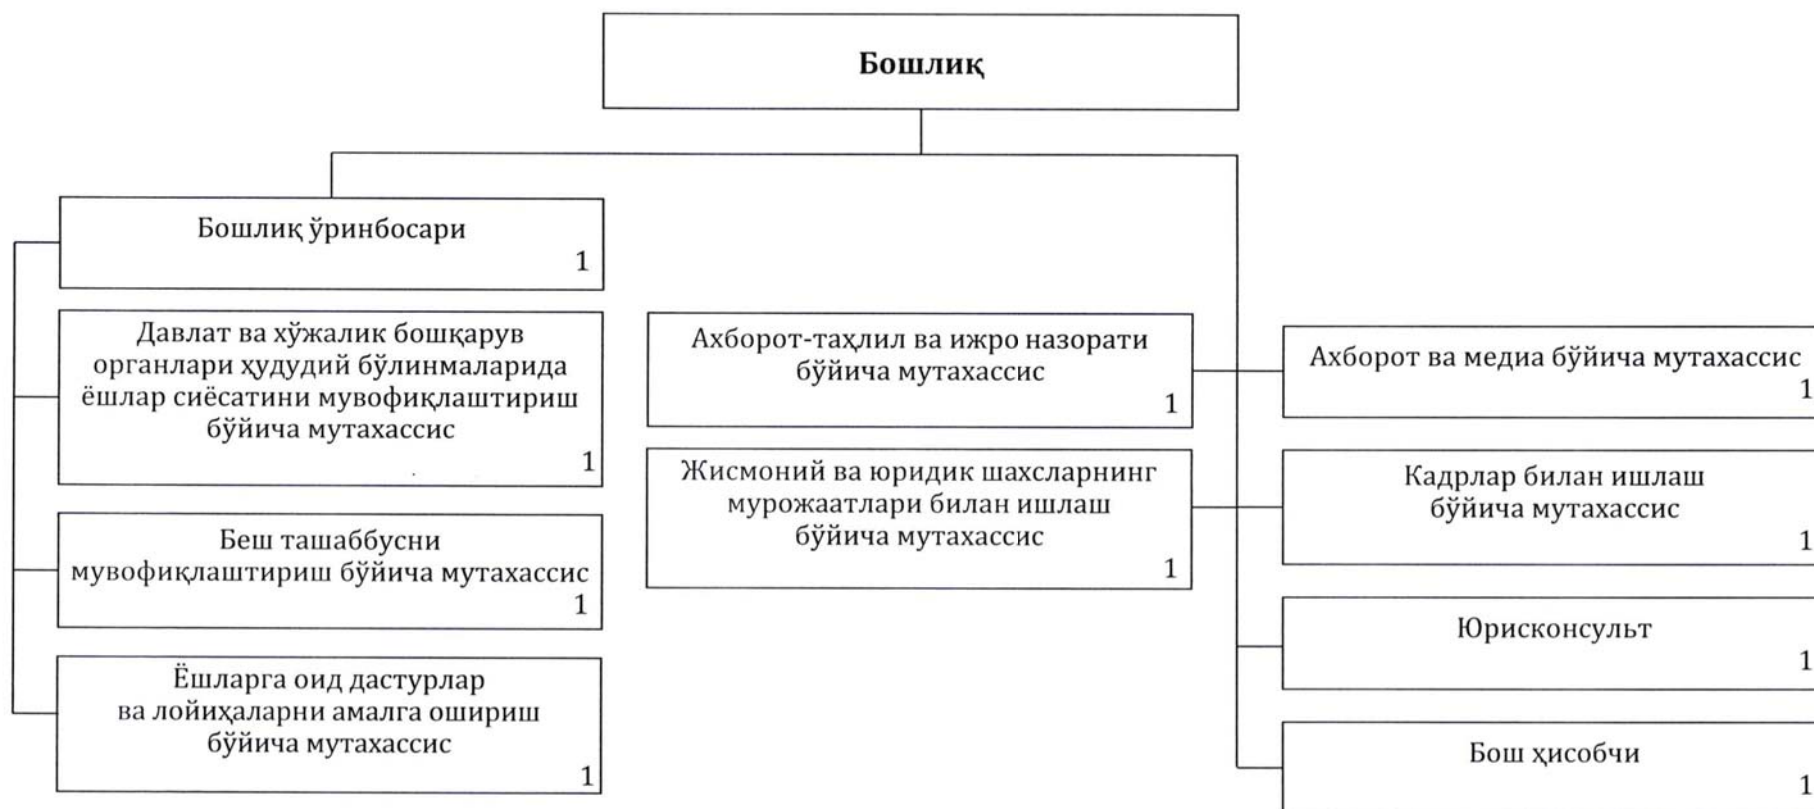 Бошлиқ
Бошлиқ ўринбосари
1
Давлат ва хўжалик бошқарув
органлари ҳудудий бўлинмаларида
ёшлар сиёсатини мувофиқлаштириш
бўйича мутахассис
1
Беш ташаббусни
мувофиқлаштириш бўйича мутахассис
1
Ёшларга оид дастурлар
ва лойиҳаларни амалга ошириш
бўйича мутахассис
1
Ахборот-таҳлил ва ижро назорати
бўйича мутахассис
1
Жисмоний ва юридик шахсларнинг
мурожаатлари билан ишлаш
бўйича мутахассис
1
Ахборот ва медиа бўйича мутахассис
1
Кадрлар билан ишлаш
бўйича мутахассис
1
Юрисконсульт
1
Бош ҳисобчи
1